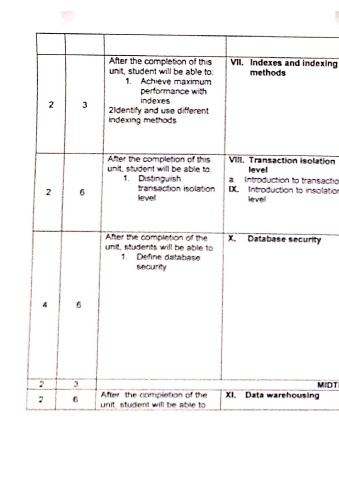 After the completion of this
unit, student will be able to:
1. Achieve maximum
performance with
indexes
2Identify and use different
indexing methods
VII. Indexes and indexing
methods
2
3
After the completion of this
unit, student will be able to:
1. Distinguish
transaction isolation
level
VIII. Transaction isolation
level
a. Introduction to transactio
IX. Introduction to insolation
level
2
6
After the completion of the
unit, students will be able to
1. Define database
security
X. Database security
4
6
2
3
MIDT
2
6
After the completion of the
unit, student will be able to
XI. Data warehousing